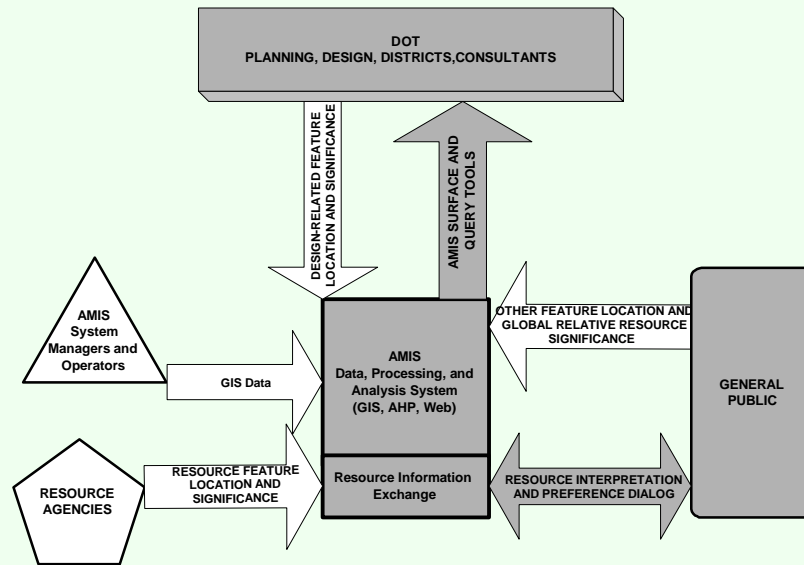 DOT
PLANNING, DESIGN, DISTRICTS,CONSULTANTS
DESIGN-RELATED FEATURE
LOCATION AND SIGNIFICANCE
AMIS SURFACE AND
QUERY TOOLS
AMIS
System
Managers and
Operators
GIS Data
AMIS
Data, Processing, and
Analysis System
(GIS, AHP, Web)
OTHER FEATURE LOCATION AND
GLOBAL RELATIVE RESOURCE
SIGNIFICANCE
GENERAL
PUBLIC
RESOURCE
AGENCIES
RESOURCE FEATURE
LOCATION AND
SIGNIFICANCE
Resource Information
Exchange
RESOURCE INTERPRETATION
AND PREFERENCE DIALOG